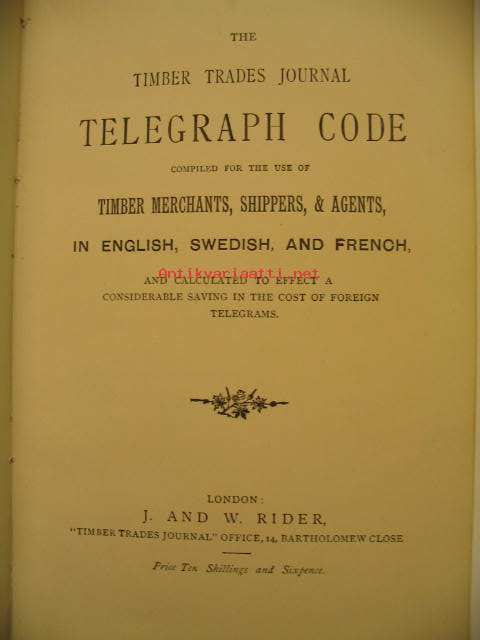 THE
TIMBER TRADES JOURNAL
TELEGRAPH CODE
COMPILED FOR THE USE OF
TIMBER MERCHANTS, SHIPPERS, & AGENTS,
IN ENGLISH, SWEDISH, AND FRENCH,
Antikvariaatti.net
AND CALCULATED TO EFFECT A
CONSIDERABLE SAVING IN THE COST OF FOREIGN
TELEGRAMS.
LONDON:
J. AND W. RIDER,
"TIMBER TRADES JOURNAL" OFFICE, 14, BARTHOLOMEW CLOSE
Price Ten Shillings and Sixpence.